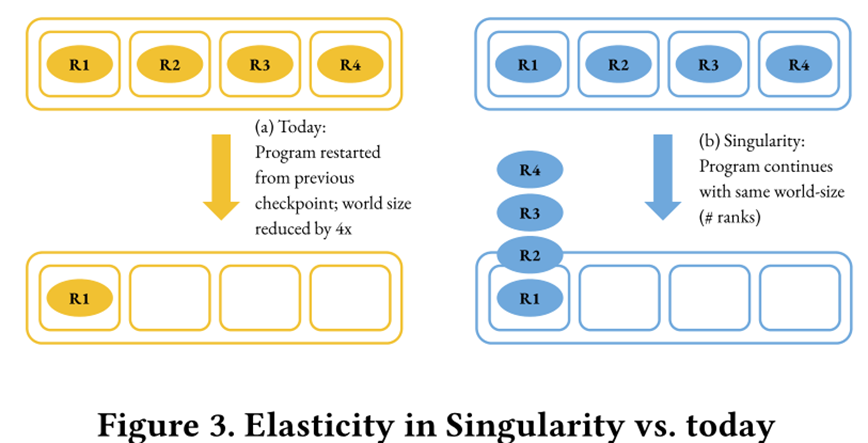 R1 R2 R3 R4
(a) Today:
Program restarted
from previous
checkpoint; world size
reduced by 4x
R1
R1 R2 R3 R4
(b) Singularity:
Program continues
with same world-size
(# ranks)
R4
R3
R2
R1
Figure 3. Elasticity in Singularity vs. today